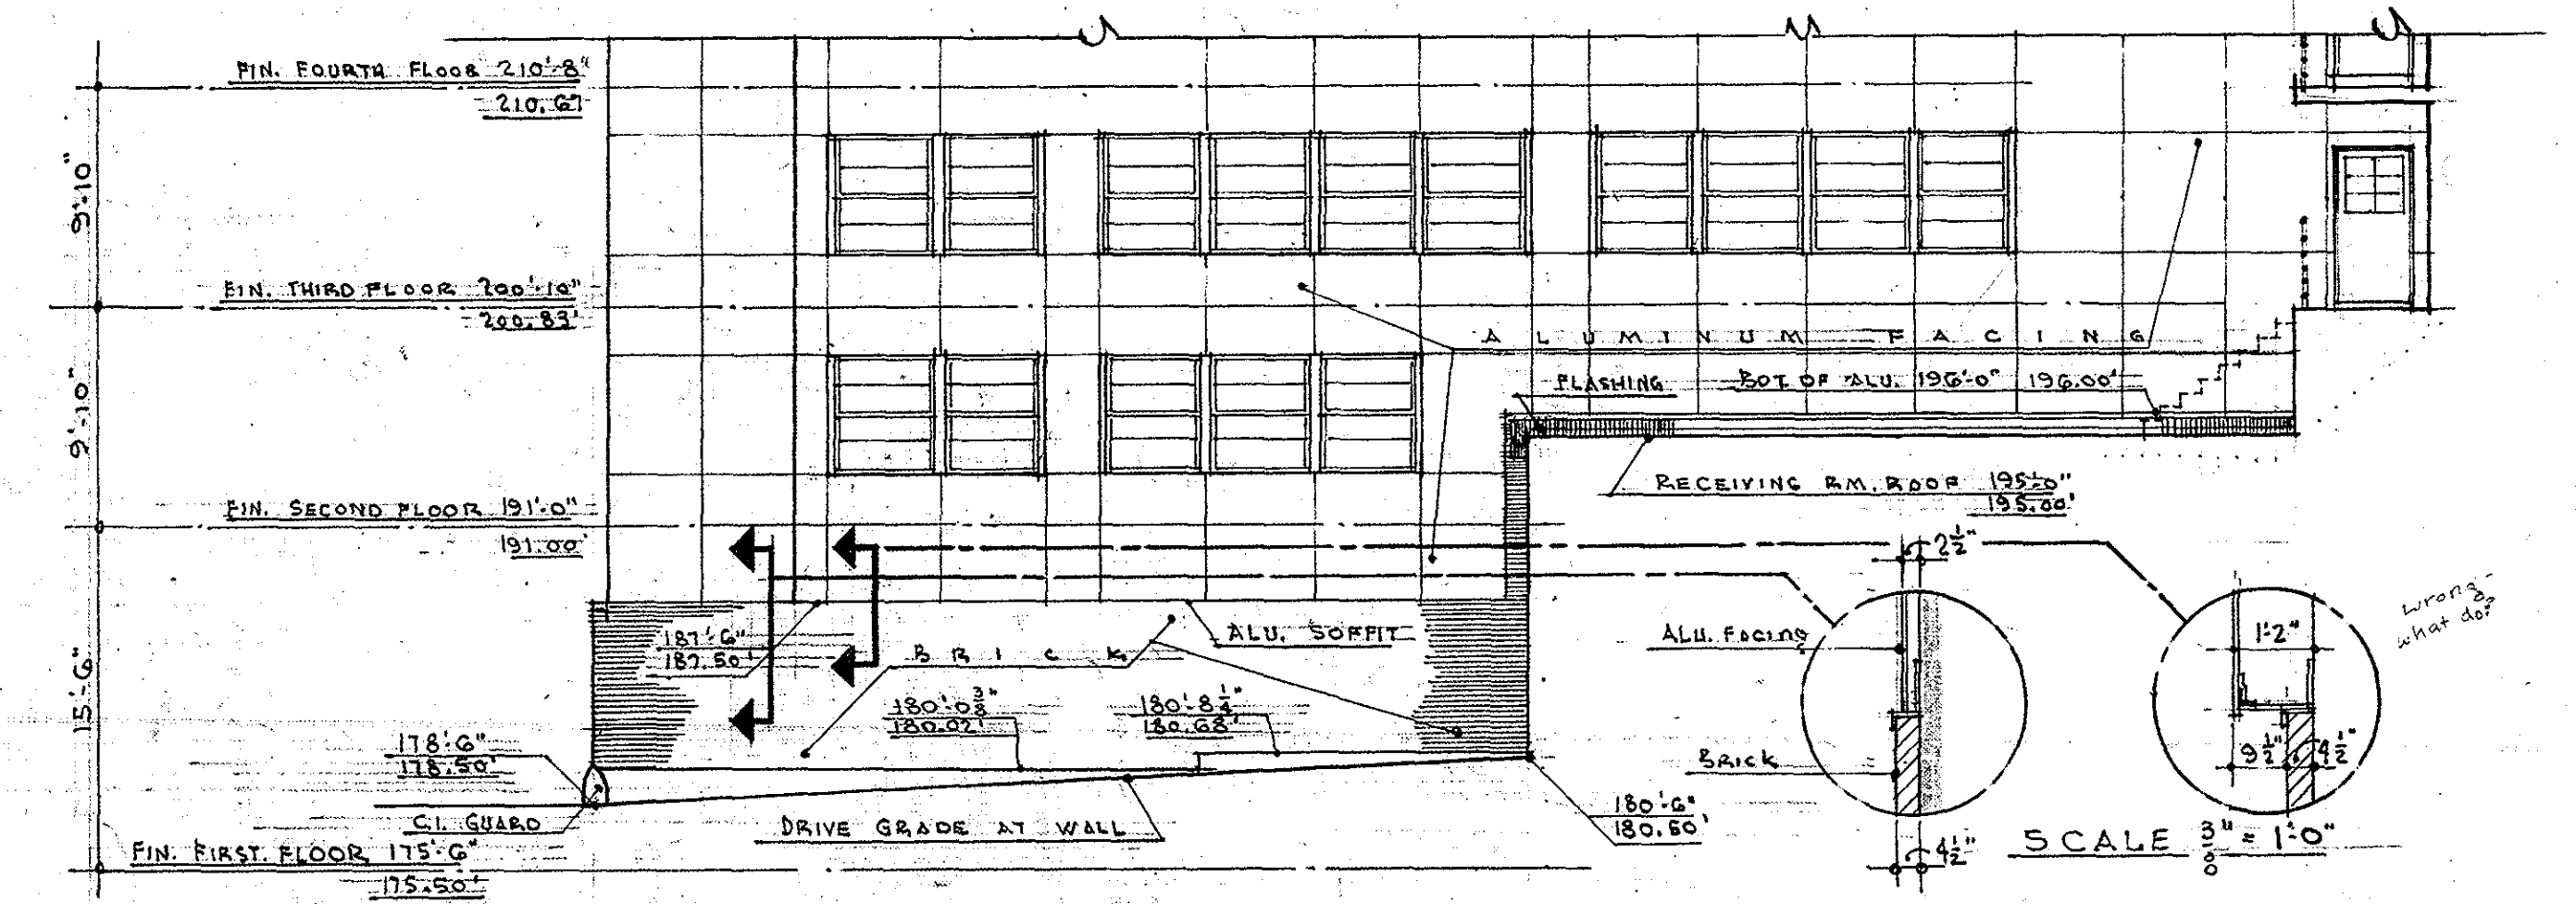 FIN. FOURTH FLOOR 210'-8"
210.67
9'-10"
FIN. THIRD FLOOR 200'-10"
200.83'
ALUMINUM FACING
FLASHING
BOT. OF ALU. 196'-0" 196.00'
9'-10"
RECEIVING RM. ROOF 195'-0"
195.00'
FIN. SECOND FLOOR 191'-0"
191.00'
2½"
wrong-
what do?
187'-6"
187.50'
BRICK
ALU. SOFFIT
ALU. FACING
1'-2"
15'-6"
180'-0⅜"
180.02'
180'-8¼"
180.68'
178'-6"
178.50'
BRICK
9½"
4½"
C.I. GUARD
DRIVE GRADE AT WALL
180'-6"
180.50'
SCALE ⅜" = 1'-0"
4½"
FIN. FIRST. FLOOR 175'-6"
175.50'